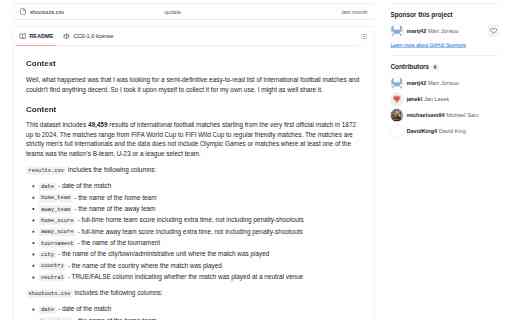 shootouts.csv update last month
README CC0-1.0 license
Context
Well, what happened was that I was looking for a semi-definitive easy-to-read list of international football matches and
couldn't find anything decent. So I took it upon myself to collect it for my own use. I might as well share it.
Content
This dataset includes 49,459 results of international football matches starting from the very first official match in 1872
up to 2024. The matches range from FIFA World Cup to FIFI Wild Cup to regular friendly matches. The matches are
strictly men's full internationals and the data does not include Olympic Games or matches where at least one of the
teams was the nation's B-team, U-23 or a league select team.
results.csv includes the following columns:
date - date of the match
home_team - the name of the home team
away_team - the name of the away team
home_score - full-time home team score including extra time, not including penalty-shootouts
away_score - full-time away team score including extra time, not including penalty-shootouts
tournament - the name of the tournament
city - the name of the city/town/administrative unit where the match was played
country - the name of the country where the match was played
neutral - TRUE/FALSE column indicating whether the match was played at a neutral venue
shootouts.csv includes the following columns:
date - date of the match
Sponsor this project
martj42 Mart Jürisoo
Learn more about GitHub Sponsors
Contributors
martj42 Mart Jürisoo
Jan Lasek
David King